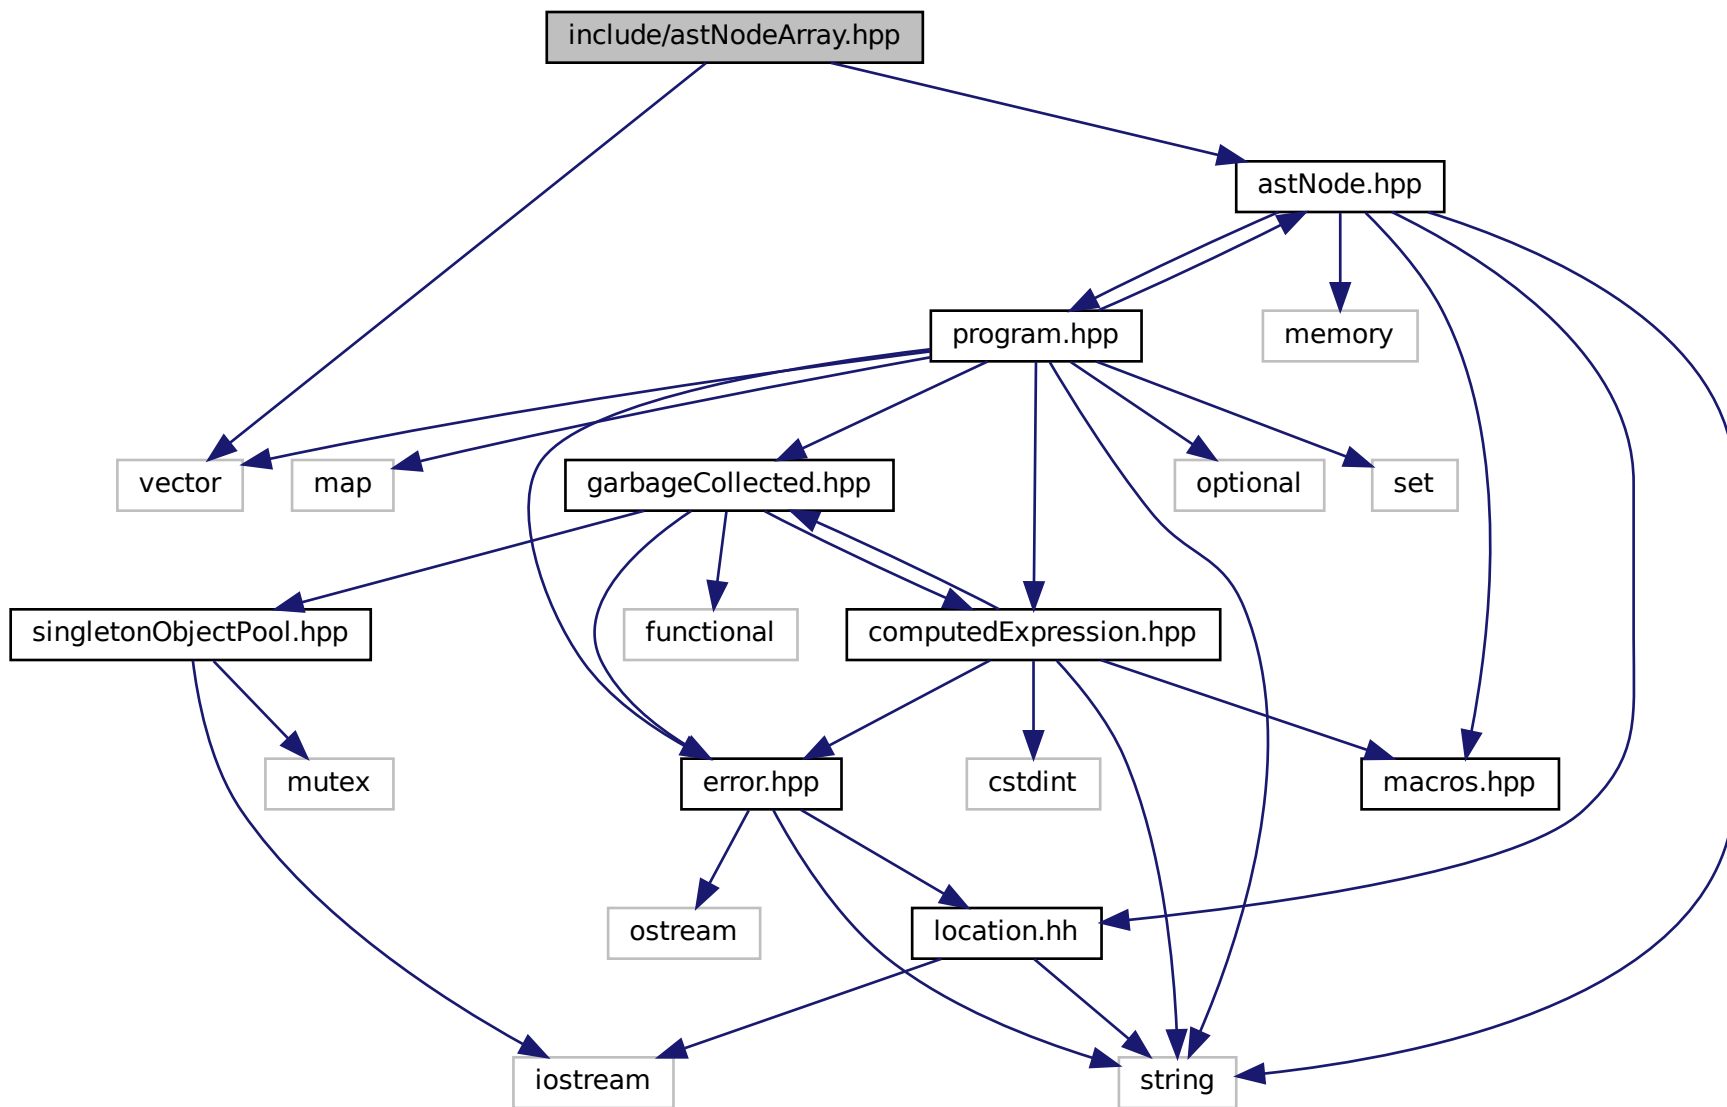 include/astNodeArray.hpp
astNode.hpp
program.hpp
memory
vector
map
garbageCollected.hpp
optional
set
singletonObjectPool.hpp
functional
computedExpression.hpp
mutex
error.hpp
cstdint
macros.hpp
ostream
location.hh
iostream
string